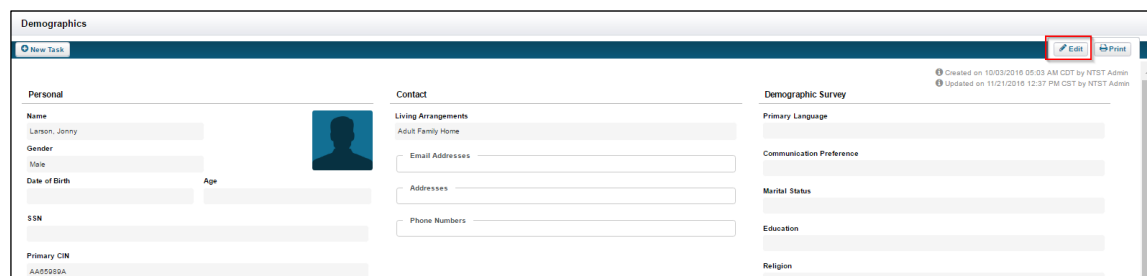 Demographics
New Task
Edit
Print
Created on 10/03/2016 05:03 AM CDT by NTST Admin
Updated on 11/21/2016 12:37 PM CST by NTST Admin
Personal
Name
Larson, Jonny
Gender
Male
Date of Birth Age
SSN
Primary CIN
AA65989A
Contact
Living Arrangements
Adult Family Home
Email Addresses
Addresses
Phone Numbers
Demographic Survey
Primary Language
Communication Preference
Marital Status
Education
Religion